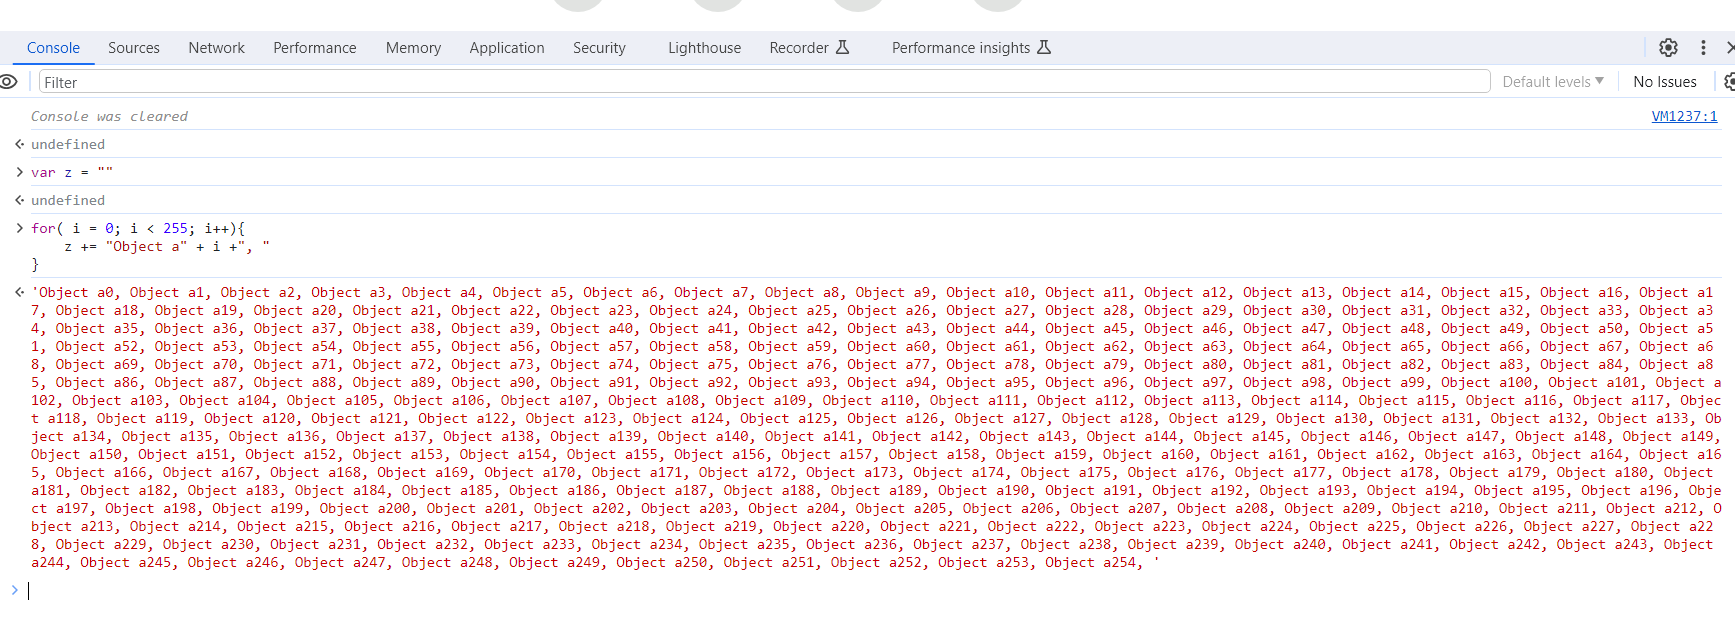 Console Sources Network Performance Memory Application Security Lighthouse Recorder Performance insights
Filter Default levels No Issues
Console was cleared VM1237:1
undefined
var z = ""
undefined
for( i = 0; i < 255; i++){
z += "Object a" + i +", "
}
'Object a0, Object a1, Object a2, Object a3, Object a4, Object a5, Object a6, Object a7, Object a8, Object a9, Object a10, Object a11, Object a12, Object a13, Object a14, Object a15, Object a16, Object a1
7, Object a18, Object a19, Object a20, Object a21, Object a22, Object a23, Object a24, Object a25, Object a26, Object a27, Object a28, Object a29, Object a30, Object a31, Object a32, Object a33, Object a3
4, Object a35, Object a36, Object a37, Object a38, Object a39, Object a40, Object a41, Object a42, Object a43, Object a44, Object a45, Object a46, Object a47, Object a48, Object a49, Object a50, Object a5
1, Object a52, Object a53, Object a54, Object a55, Object a56, Object a57, Object a58, Object a59, Object a60, Object a61, Object a62, Object a63, Object a64, Object a65, Object a66, Object a67, Object a6
8, Object a69, Object a70, Object a71, Object a72, Object a73, Object a74, Object a75, Object a76, Object a77, Object a78, Object a79, Object a80, Object a81, Object a82, Object a83, Object a84, Object a8
5, Object a86, Object a87, Object a88, Object a89, Object a90, Object a91, Object a92, Object a93, Object a94, Object a95, Object a96, Object a97, Object a98, Object a99, Object a100, Object a101, Object a
102, Object a103, Object a104, Object a105, Object a106, Object a107, Object a108, Object a109, Object a110, Object a111, Object a112, Object a113, Object a114, Object a115, Object a116, Object a117, Objec
t a118, Object a119, Object a120, Object a121, Object a122, Object a123, Object a124, Object a125, Object a126, Object a127, Object a128, Object a129, Object a130, Object a131, Object a132, Object a133, Ob
ject a134, Object a135, Object a136, Object a137, Object a138, Object a139, Object a140, Object a141, Object a142, Object a143, Object a144, Object a145, Object a146, Object a147, Object a148, Object a149,
Object a150, Object a151, Object a152, Object a153, Object a154, Object a155, Object a156, Object a157, Object a158, Object a159, Object a160, Object a161, Object a162, Object a163, Object a164, Object a16
5, Object a166, Object a167, Object a168, Object a169, Object a170, Object a171, Object a172, Object a173, Object a174, Object a175, Object a176, Object a177, Object a178, Object a179, Object a180, Object
a181, Object a182, Object a183, Object a184, Object a185, Object a186, Object a187, Object a188, Object a189, Object a190, Object a191, Object a192, Object a193, Object a194, Object a195, Object a196, Obje
ct a197, Object a198, Object a199, Object a200, Object a201, Object a202, Object a203, Object a204, Object a205, Object a206, Object a207, Object a208, Object a209, Object a210, Object a211, Object a212, O
bject a213, Object a214, Object a215, Object a216, Object a217, Object a218, Object a219, Object a220, Object a221, Object a222, Object a223, Object a224, Object a225, Object a226, Object a227, Object a22
8, Object a229, Object a230, Object a231, Object a232, Object a233, Object a234, Object a235, Object a236, Object a237, Object a238, Object a239, Object a240, Object a241, Object a242, Object a243, Object
a244, Object a245, Object a246, Object a247, Object a248, Object a249, Object a250, Object a251, Object a252, Object a253, Object a254, '